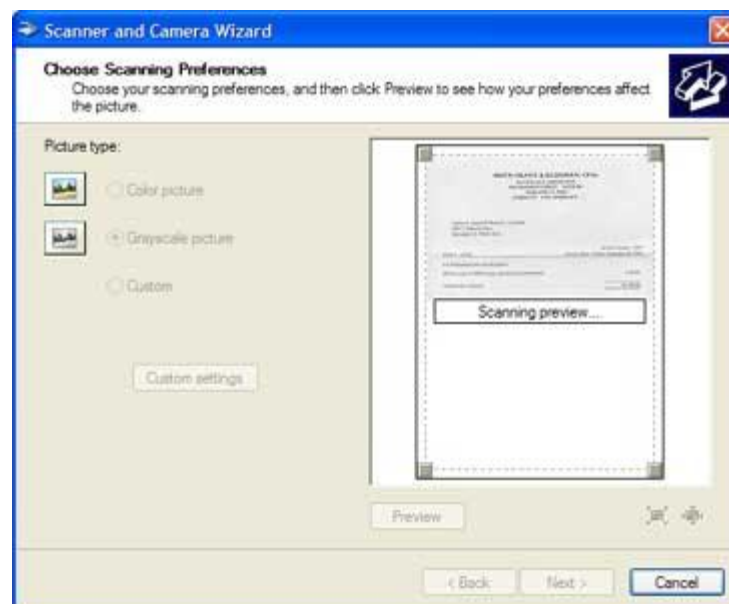 Scanner and Camera Wizard
Choose Scanning Preferences
Choose your scanning preferences, and then click Preview to see how your preferences affect
the picture.
Picture type:
Color picture
Grayscale picture
Custom
Custom settings
Scanning preview....
Preview
< Back
Next >
Cancel